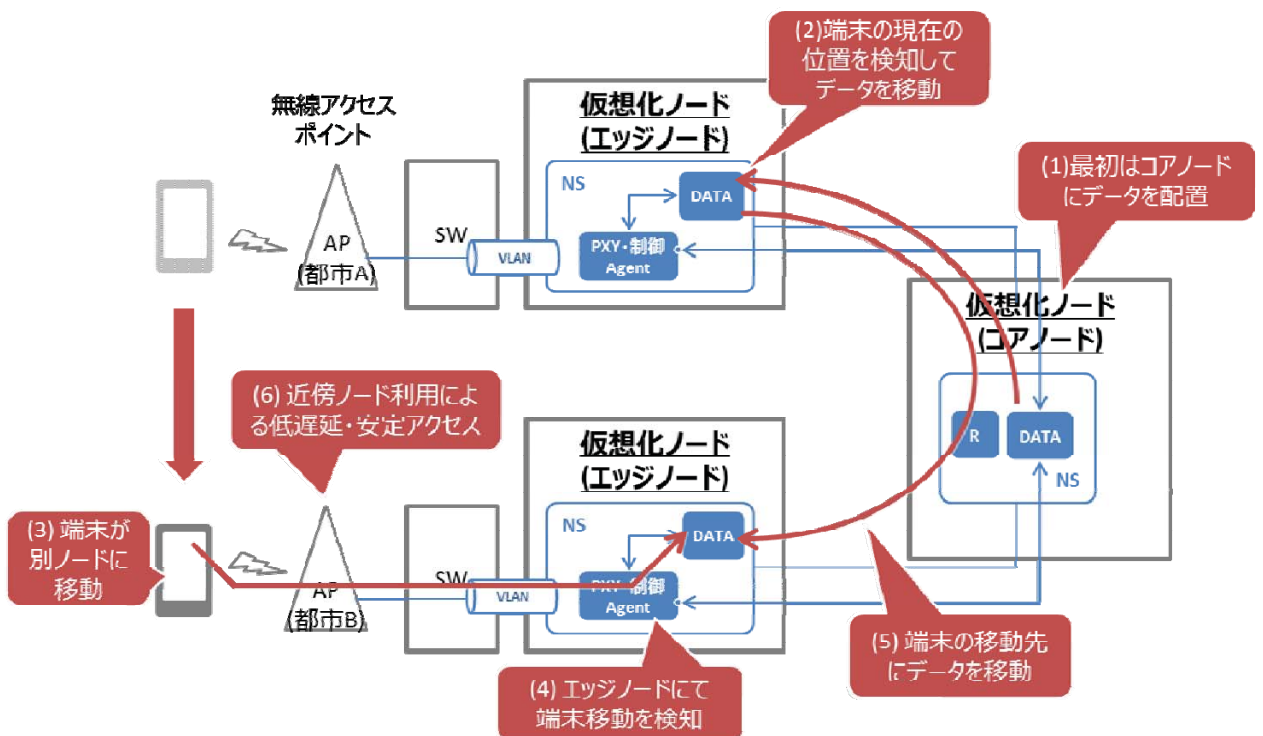 (2)端末の現在の
位置を検知して
データを移動
無線アクセス
ポイント
仮想化ノード
(エッジノード)
(1)最初はコアノード
にデータを配置
NS
DATA
SW
AP
(都市A)
VLAN
PXY・制御
Agent
仮想化ノード
(コアノード)
(6) 近傍ノード利用によ
る低遅延・安定アクセス
仮想化ノード
(エッジノード)
R
DATA
NS
(3) 端末が
別ノードに
移動
NS
DATA
SW
AP
(都市B)
VLAN
PXY・制御
Agent
(5) 端末の移動先
にデータを移動
(4) エッジノードにて
端末移動を検知